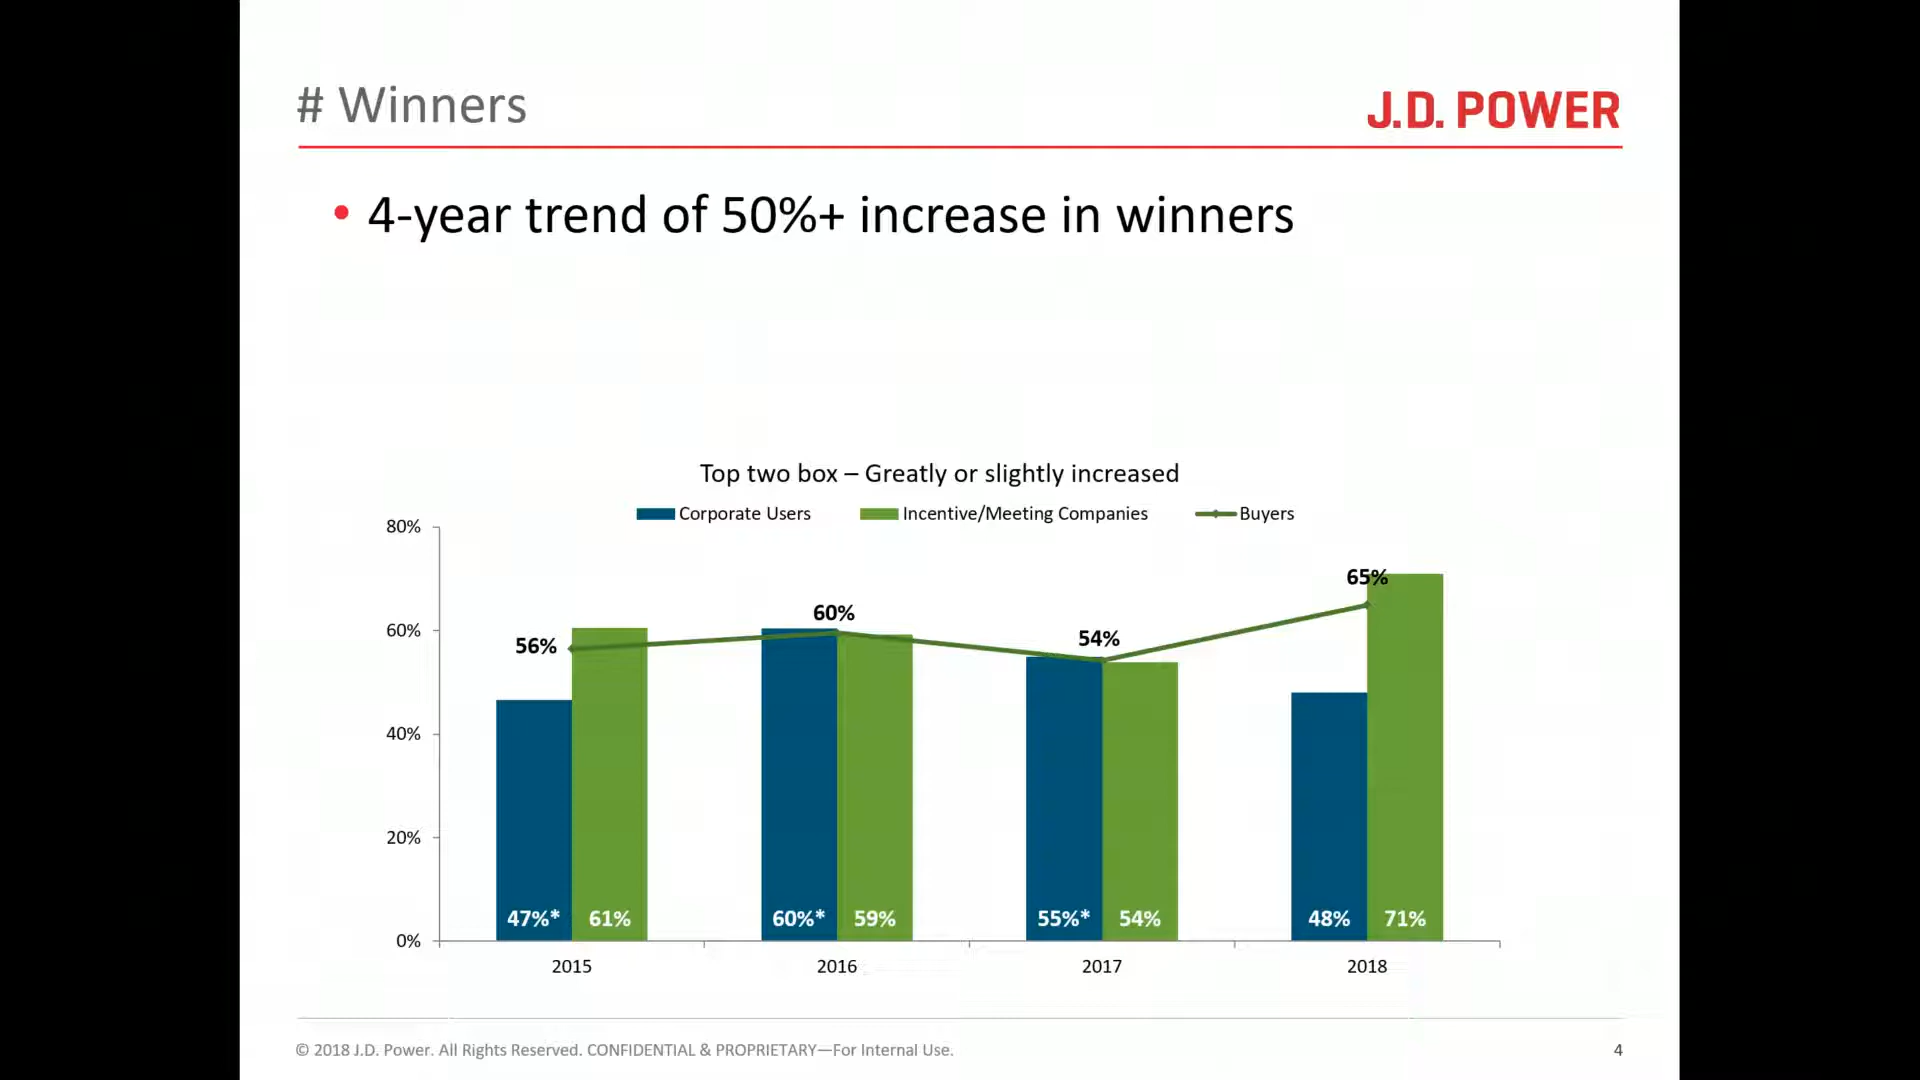 # Winners
J.D. POWER
• 4-year trend of 50%+ increase in winners
Top two box – Greatly or slightly increased
Corporate Users Incentive/Meeting Companies Buyers
80%
60%
40%
20%
0%
56% 60% 54% 65%
47%* 61% 60%* 59% 55%* 54% 48% 71%
2015 2016 2017 2018
© 2018 J.D. Power. All Rights Reserved. CONFIDENTIAL & PROPRIETARY—For Internal Use.
4